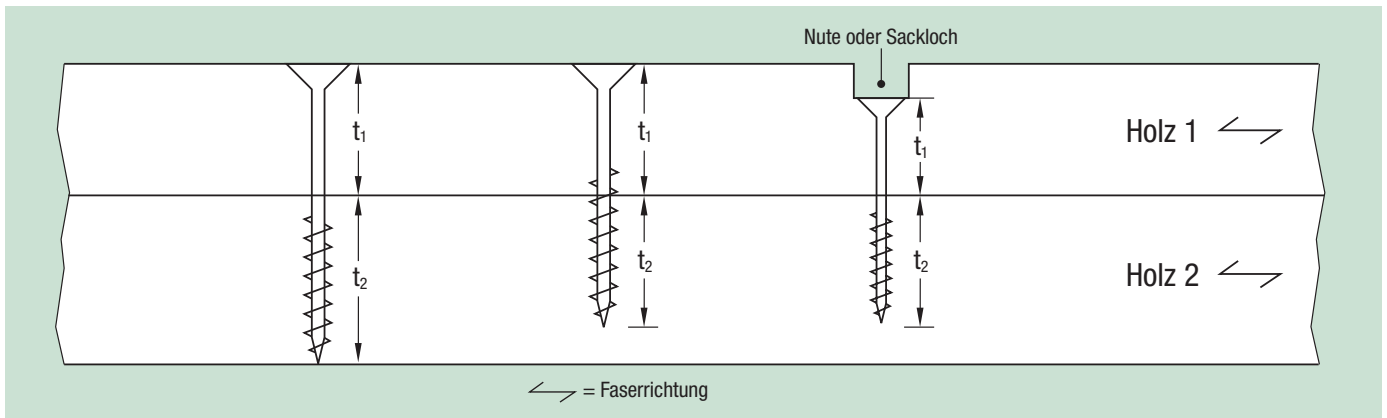 Nute oder Sackloch
t₁
t₁
t₁
Holz 1
t₂
t₂
t₂
Holz 2
= Faserrichtung